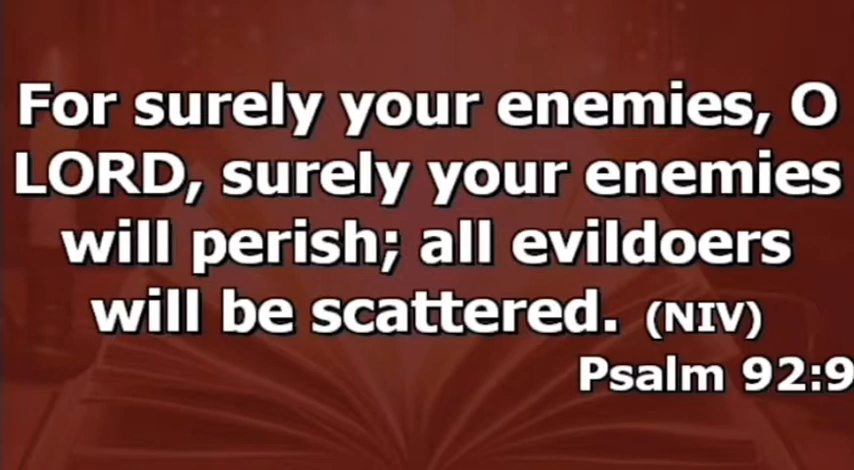 For surely your enemies, O
LORD, surely your enemies
will perish; all evildoers
will be scattered. (NIV)
Psalm 92:9